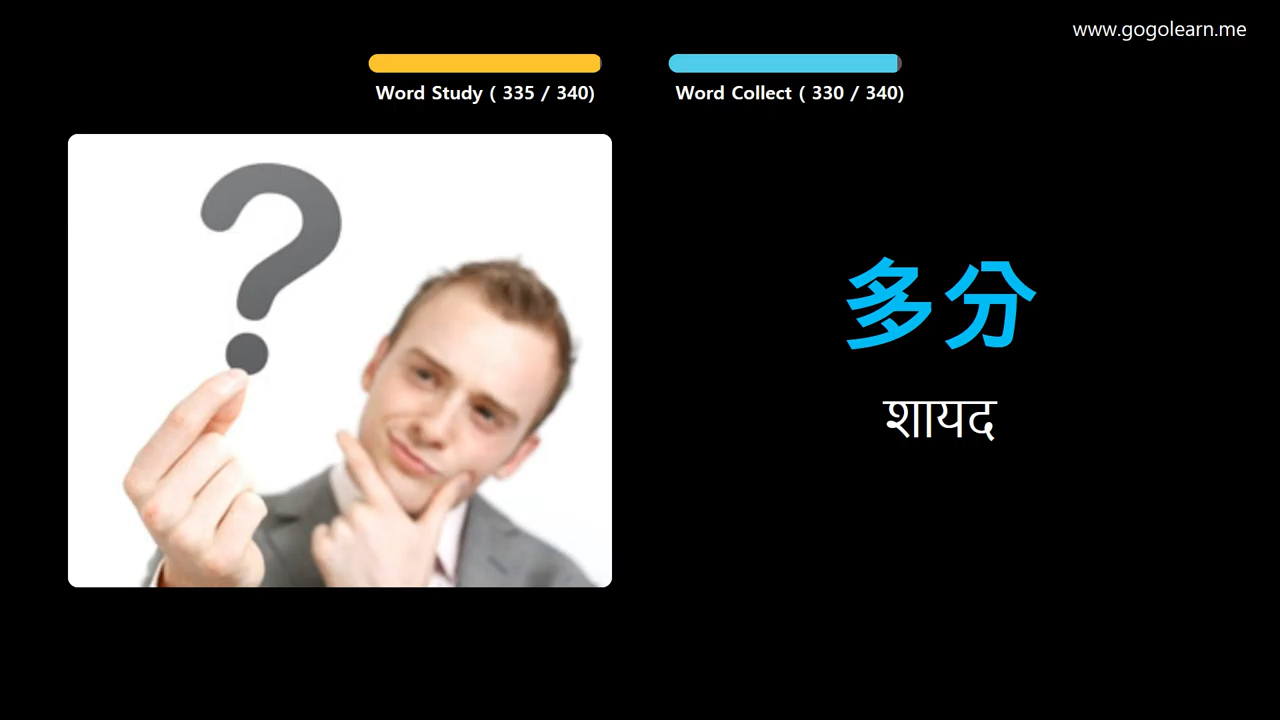 www.gogolearn.me
Word Study ( 335 / 340)
Word Collect ( 330 / 340)
?
多分
शायद